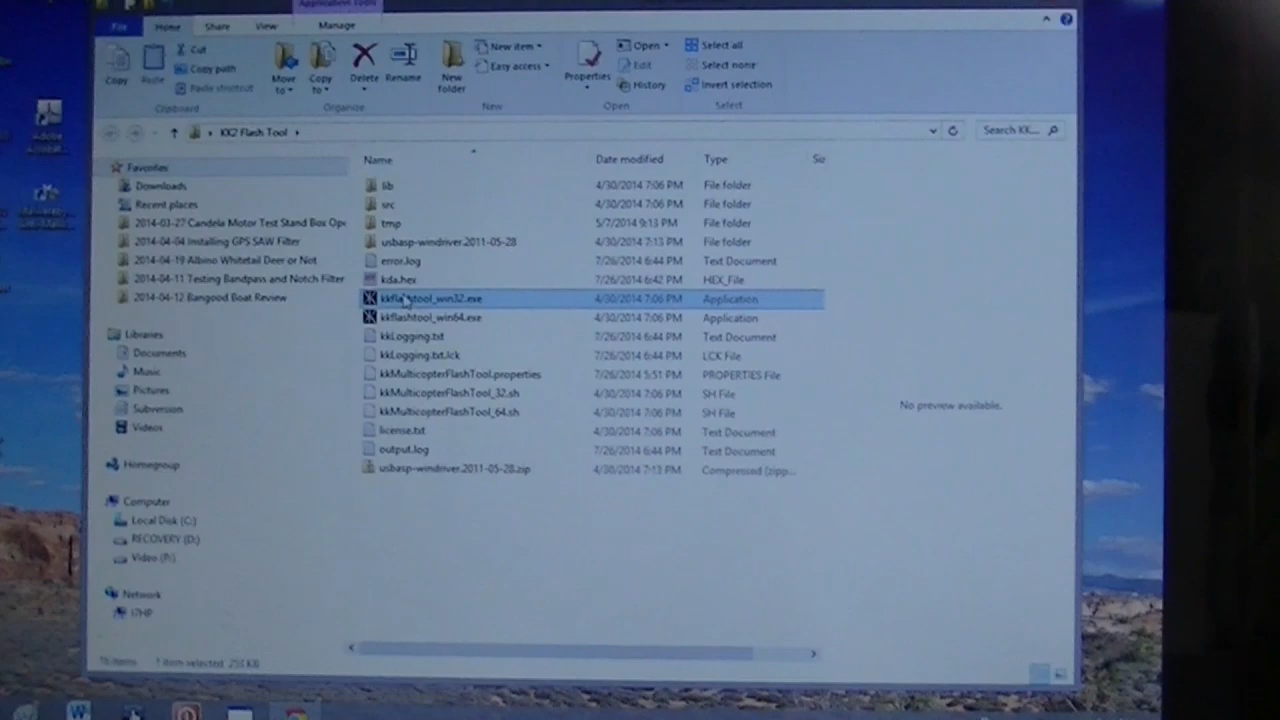 Application Tools
File Home Share View Manage
Copy Paste Cut Copy path Paste shortcut
Move to Copy to Delete Rename
New folder New item Easy access
Properties Open Edit History
Select all Select none Invert selection
Clipboard Organize New Open Select
KK2 Flash Tool Search KK...
Name Date modified Type
Favorites
Downloads
Recent places
2014-03-27 Candela Motor Test Stand Box Ope
2014-04-04 Installing GPS SAW Filter
2014-04-19 Albino Whitetail Deer or Not
2014-04-11 Testing Bandpass and Notch Filter
2014-04-12 Bangood Boat Review
Libraries
Documents
Music
Pictures
Subversion
Videos
Homegroup
Computer
Local Disk (C:)
RECOVERY (D:)
Video (P:)
Network
I7HP
lib 4/30/2014 7:06 PM File folder
src 4/30/2014 7:06 PM File folder
tmp 5/7/2014 9:13 PM File folder
usbasp-windriver.2011-05-28 4/30/2014 7:13 PM File folder
error.log 7/26/2014 6:44 PM Text Document
kda.hex 7/26/2014 6:42 PM HEX_File
kkflashtool_win32.exe 4/30/2014 7:06 PM Application
kkflashtool_win64.exe 4/30/2014 7:06 PM Application
kkLogging.txt 7/26/2014 6:44 PM Text Document
kkLogging.txt.lck 7/26/2014 6:44 PM LCK File
kkMulticopterFlashTool.properties 7/26/2014 5:51 PM PROPERTIES File
kkMulticopterFlashTool_32.sh 4/30/2014 7:06 PM SH File
kkMulticopterFlashTool_64.sh 4/30/2014 7:06 PM SH File
license.txt 4/30/2014 7:06 PM Text Document
output.log 7/26/2014 6:44 PM Text Document
usbasp-windriver.2011-05-28.zip 4/30/2014 7:13 PM Compressed (zipp...
No preview available.
items 1 item selected 253 KB